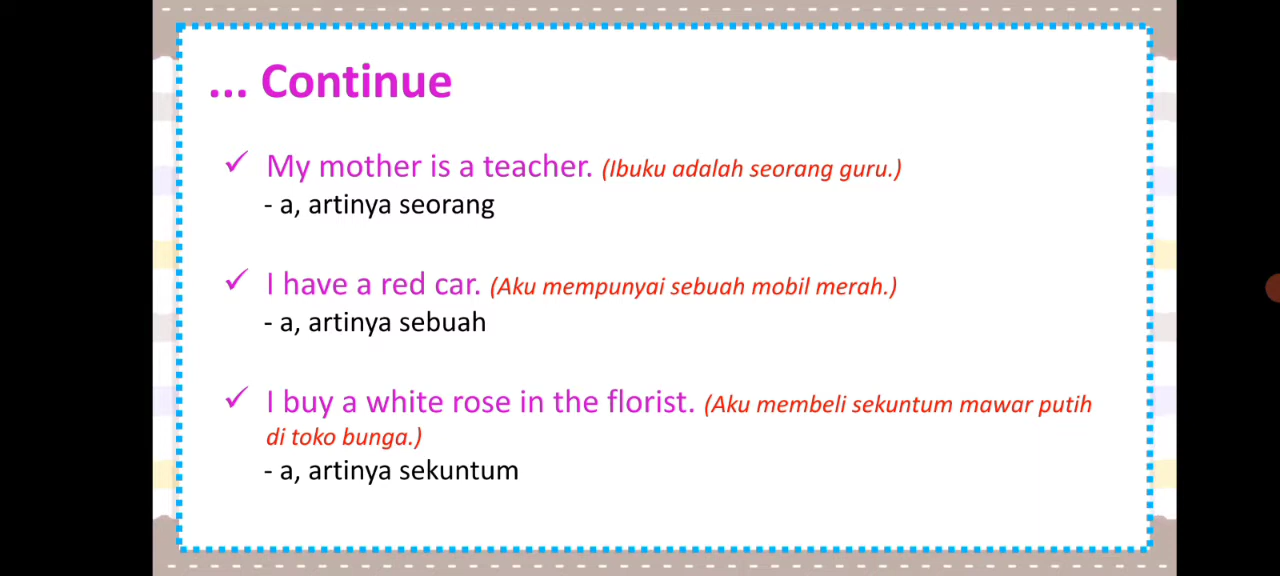 ... Continue
✓ My mother is a teacher. (Ibuku adalah seorang guru.)
- a, artinya seorang
✓ I have a red car. (Aku mempunyai sebuah mobil merah.)
- a, artinya sebuah
✓ I buy a white rose in the florist. (Aku membeli sekuntum mawar putih
di toko bunga.)
- a, artinya sekuntum